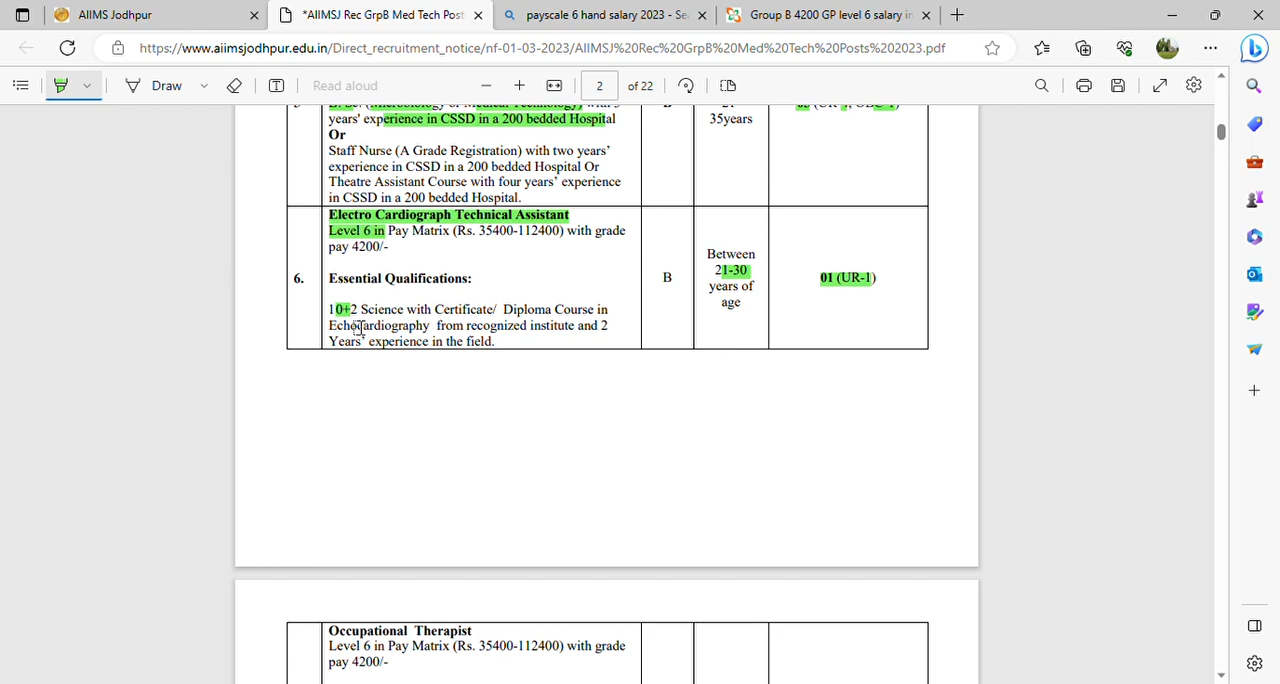 AIIMS Jodhpur
*AIIMSJ Rec GrpB Med Tech Post
payscale 6 hand salary 2023 - Se
Group B 4200 GP level 6 salary in
https://www.aiimsjodhpur.edu.in/Direct_recruitment_notice/nf-01-03-2023/AIIMSJ%20Rec%20GrpB%20Med%20Tech%20Posts%202023.pdf
Draw
Read aloud
2 of 22
years' experience in CSSD in a 200 bedded Hospital
35years
Or
Staff Nurse (A Grade Registration) with two years'
experience in CSSD in a 200 bedded Hospital Or
Theatre Assistant Course with four years' experience
in CSSD in a 200 bedded Hospital.
Electro Cardiograph Technical Assistant
Level 6 in Pay Matrix (Rs. 35400-112400) with grade
pay 4200/-
6.
Essential Qualifications:
10+2 Science with Certificate/ Diploma Course in
Echocardiography from recognized institute and 2
Years' experience in the field.
B
Between
21-30
years of
age
01 (UR-1)
Occupational Therapist
Level 6 in Pay Matrix (Rs. 35400-112400) with grade
pay 4200/-